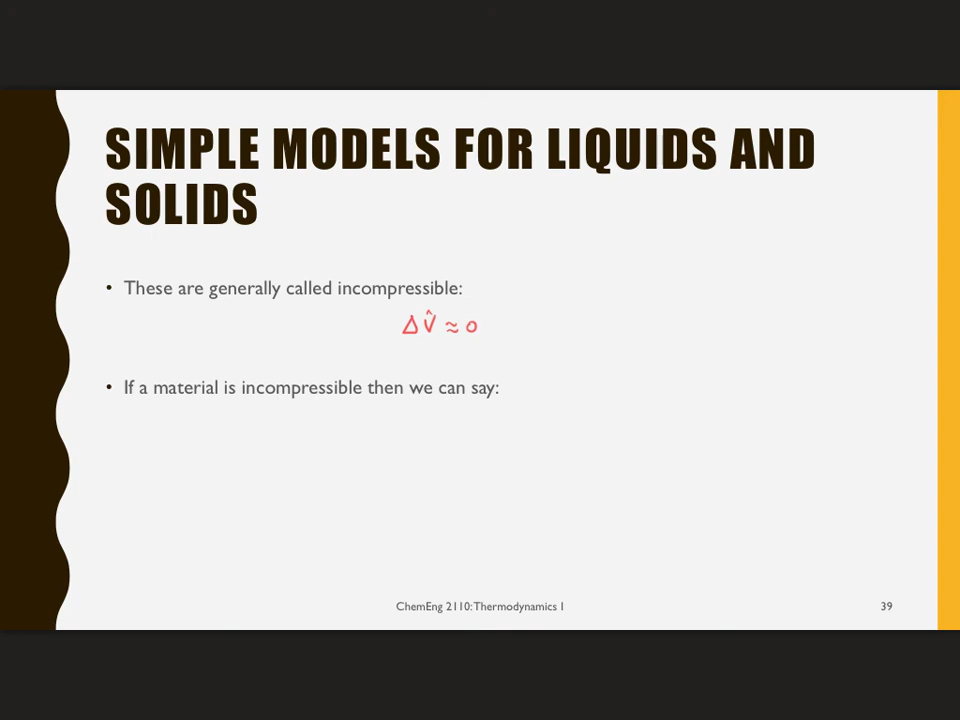 SIMPLE MODELS FOR LIQUIDS AND
SOLIDS
• These are generally called incompressible:
Δ V̂ ≈ 0
• If a material is incompressible then we can say:
ChemEng 2110: Thermodynamics I
39